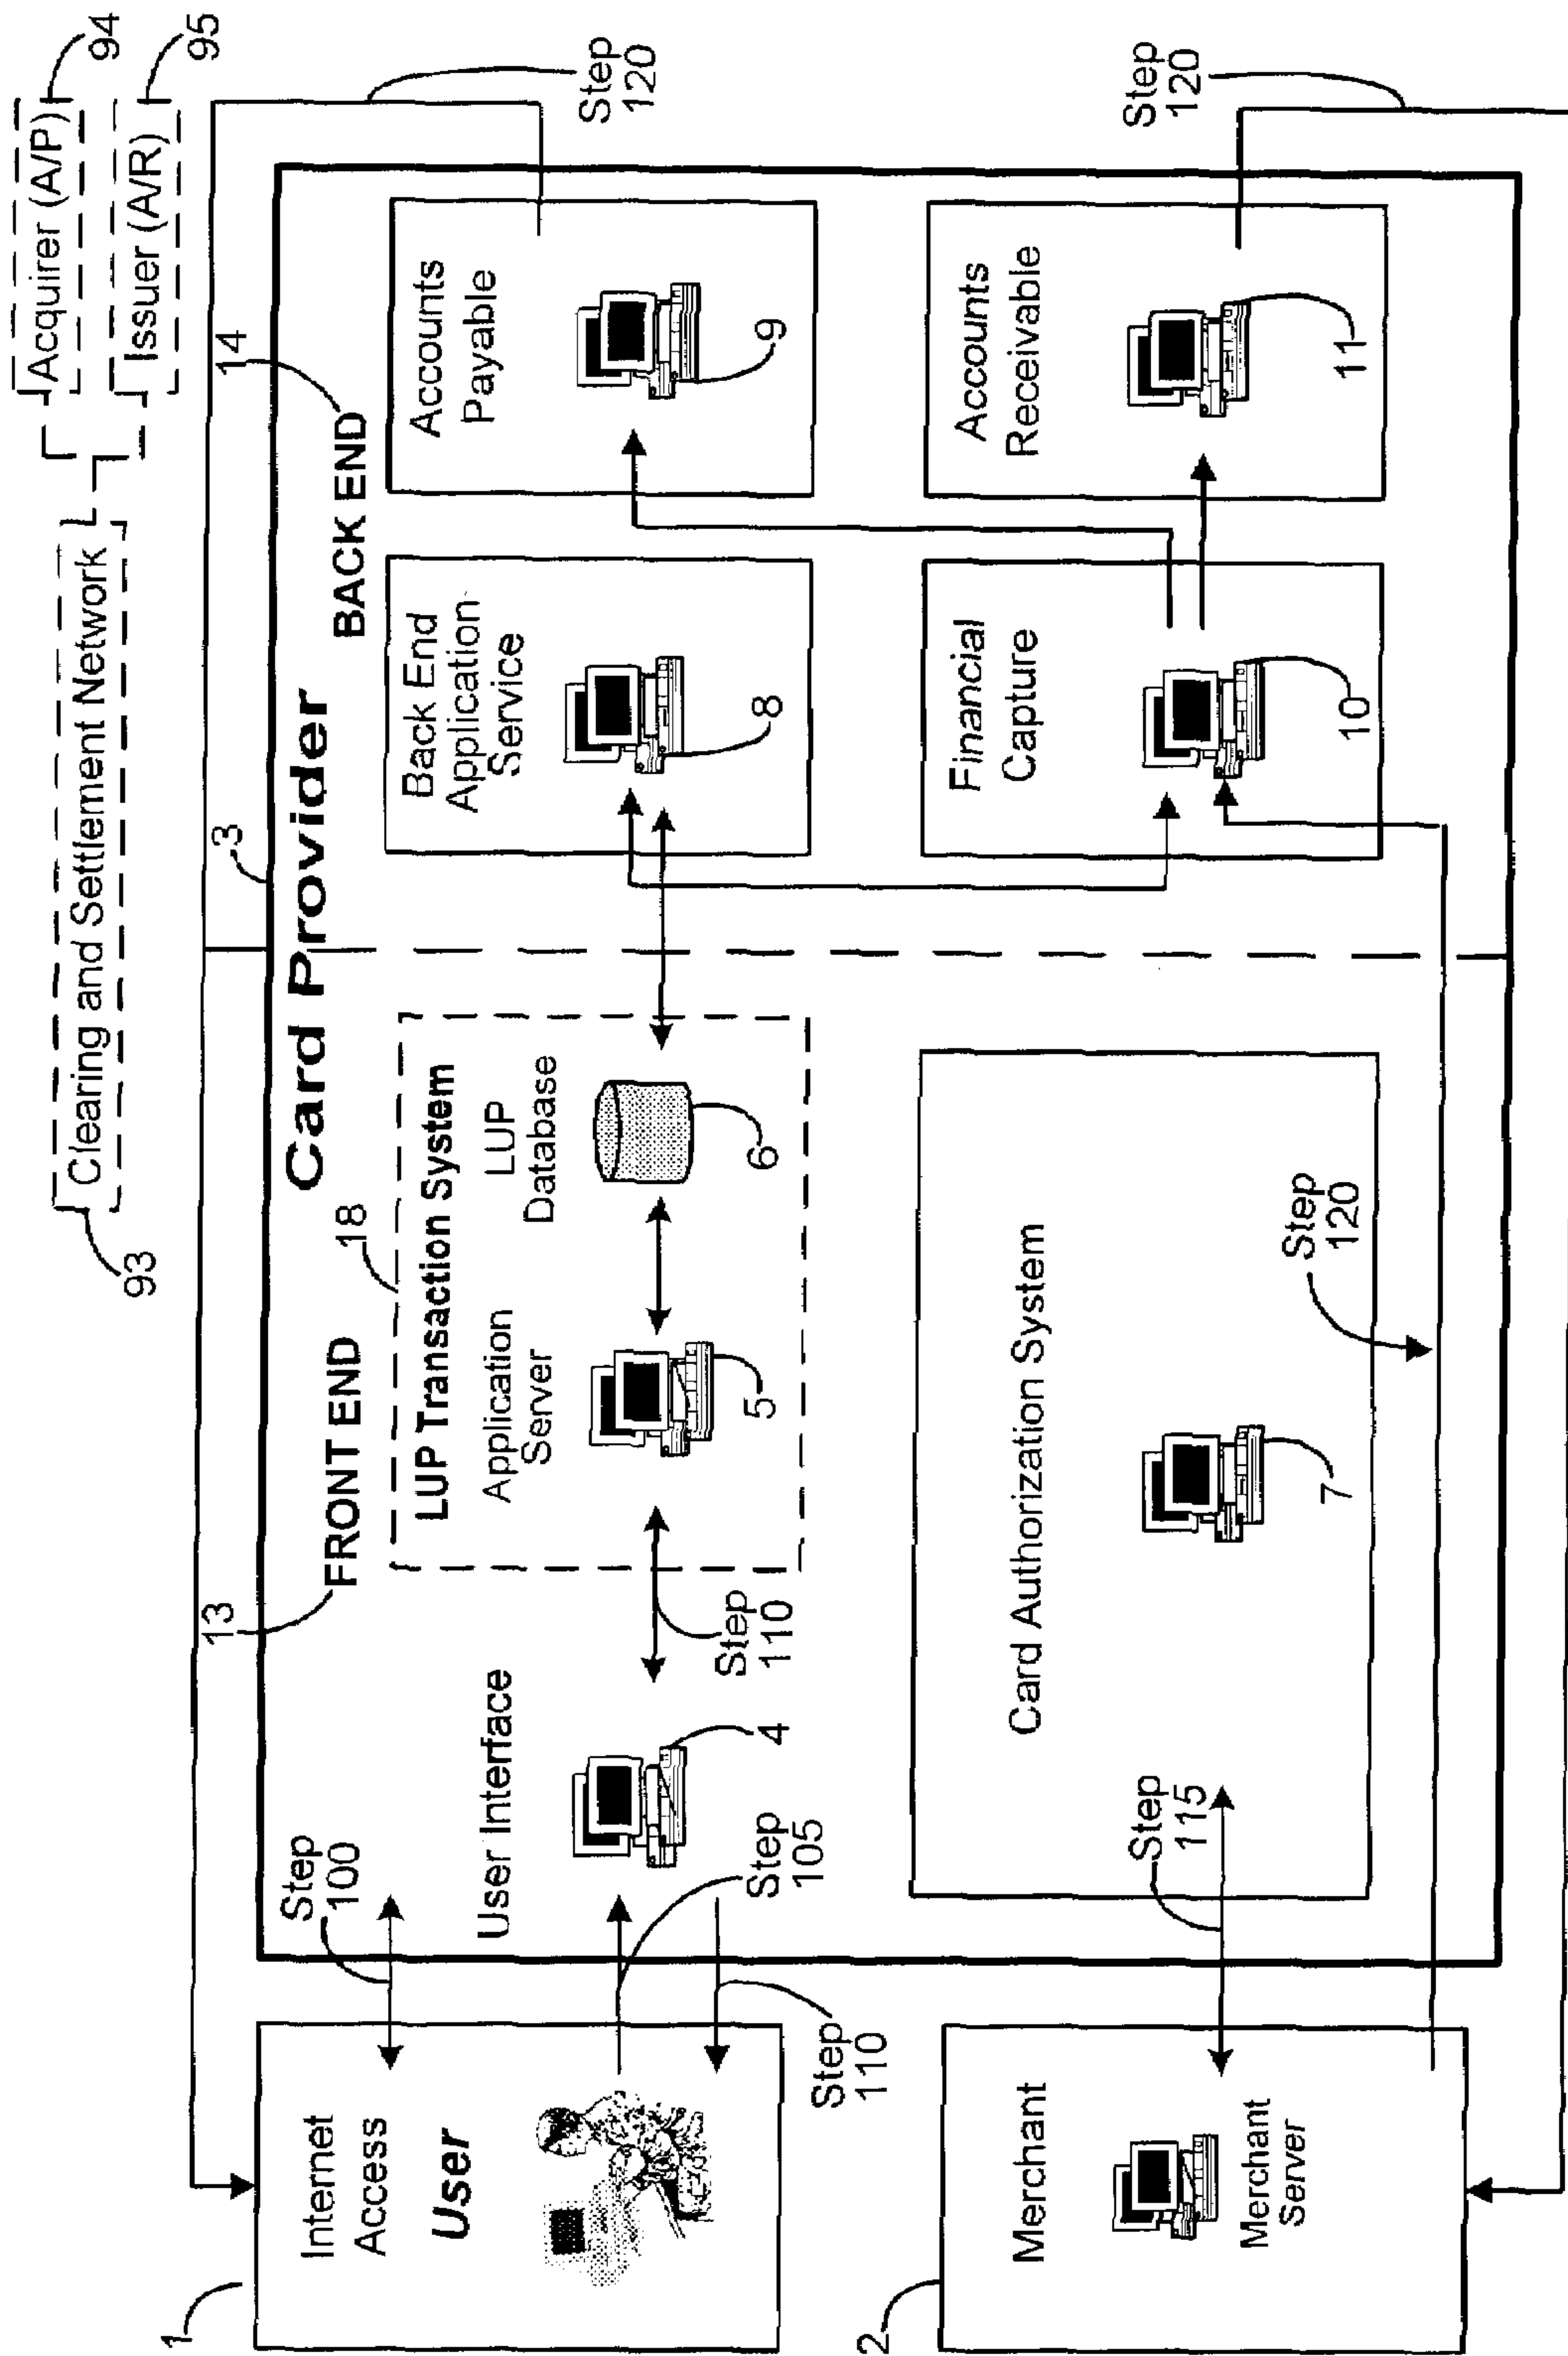 93
Clearing and Settlement Network
Acquirer (A/P)
94
Issuer (A/R)
95
13
3
14
Card Provider
FRONT END
BACK END
1
Internet
Access
User
Step
100
User Interface
4
Step
105
Step
110
Step
110
18
LUP Transaction System
Application
Server
5
LUP
Database
6
Back End
Application
Service
8
Accounts
Payable
9
Step
120
2
Merchant
Merchant
Server
Step
115
Card Authorization System
7
Step
120
Financial
Capture
10
Accounts
Receivable
11
Step
120